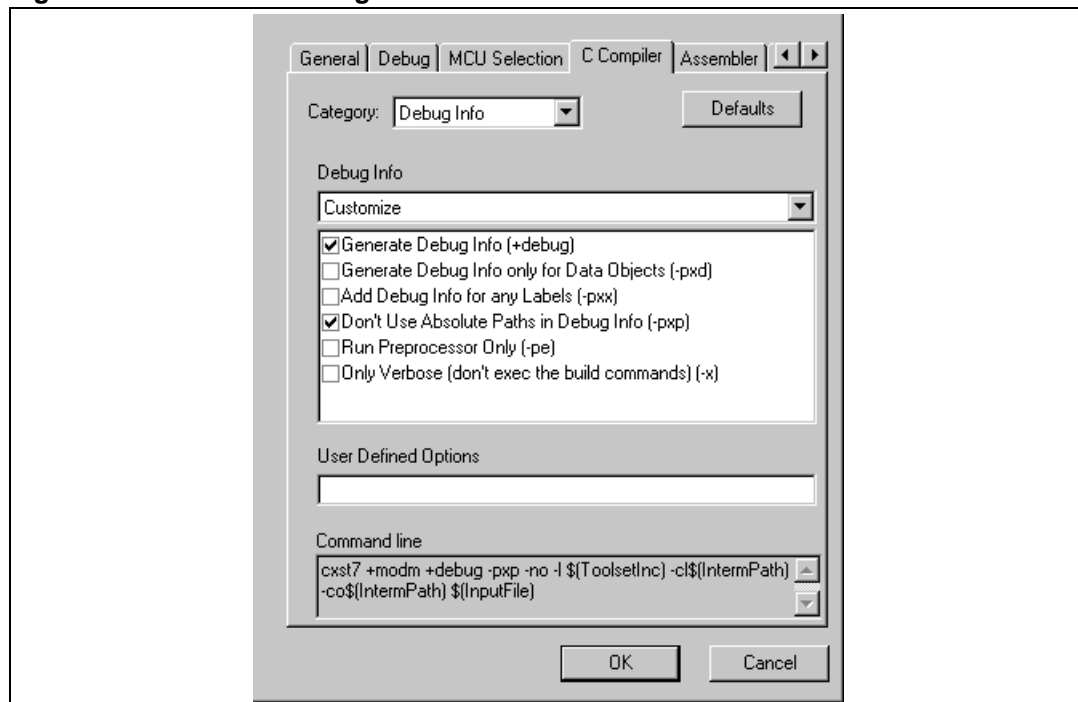 General Debug MCU Selection C Compiler Assembler
Category: Debug Info Defaults
Debug Info
Customize
Generate Debug Info (+debug)
Generate Debug Info only for Data Objects (-pxd)
Add Debug Info for any Labels (-pxx)
Don't Use Absolute Paths in Debug Info (-pxp)
Run Preprocessor Only (-pe)
Only Verbose (don't exec the build commands) (-x)
User Defined Options
Command line
cxst7 +modm +debug -pxp -no -l $(ToolsetInc) -cl$(IntermPath)
-co$(IntermPath) $(InputFile)
OK Cancel